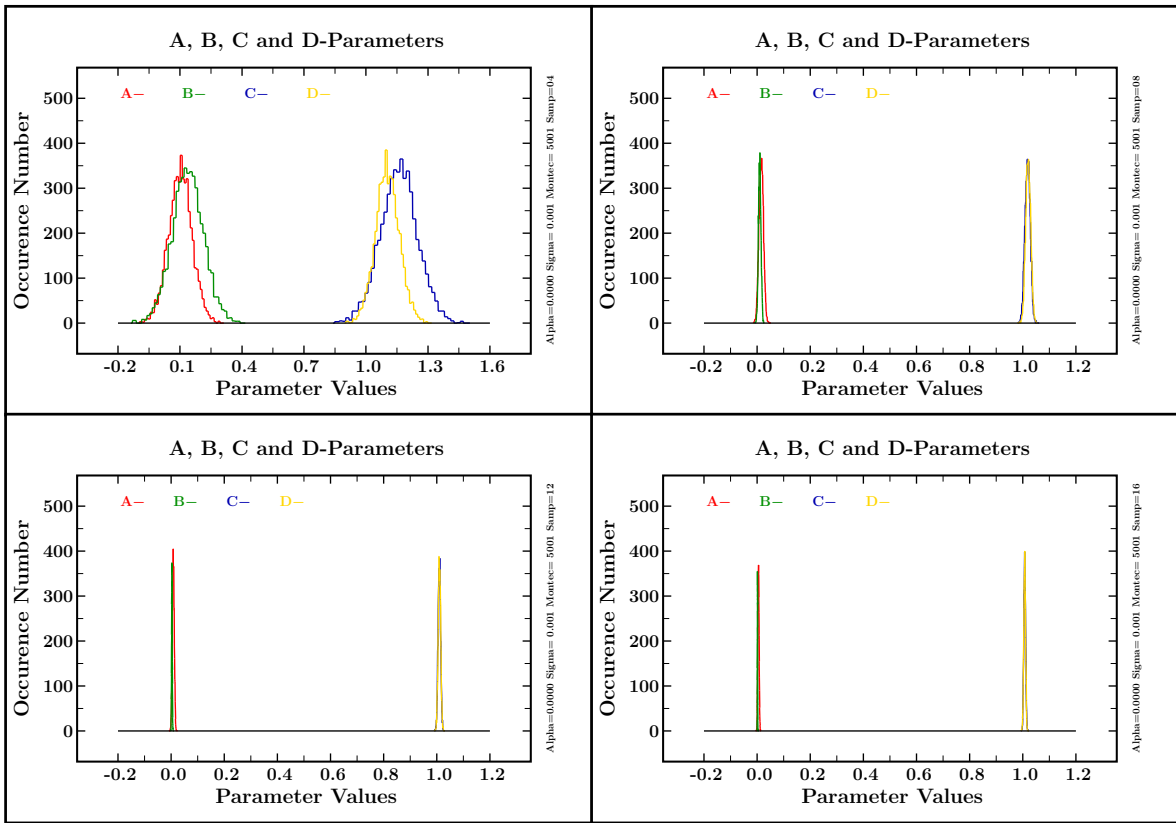 A, B, C and D-Parameters
A− B− C− D−
500
400
300
200
100
0
Occurence Number
-0.2 0.1 0.4 0.7 1.0 1.3 1.6
Parameter Values
Alpha=0.0000 Sigma= 0.001 Montec= 5001 Samp=04
A, B, C and D-Parameters
A− B− C− D−
500
400
300
200
100
0
Occurence Number
-0.2 0.0 0.2 0.4 0.6 0.8 1.0 1.2
Parameter Values
Alpha=0.0000 Sigma= 0.001 Montec= 5001 Samp=08
A, B, C and D-Parameters
A− B− C− D−
500
400
300
200
100
0
Occurence Number
-0.2 0.0 0.2 0.4 0.6 0.8 1.0 1.2
Parameter Values
Alpha=0.0000 Sigma= 0.001 Montec= 5001 Samp=12
A, B, C and D-Parameters
A− B− C− D−
500
400
300
200
100
0
Occurence Number
-0.2 0.0 0.2 0.4 0.6 0.8 1.0 1.2
Parameter Values
Alpha=0.0000 Sigma= 0.001 Montec= 5001 Samp=16